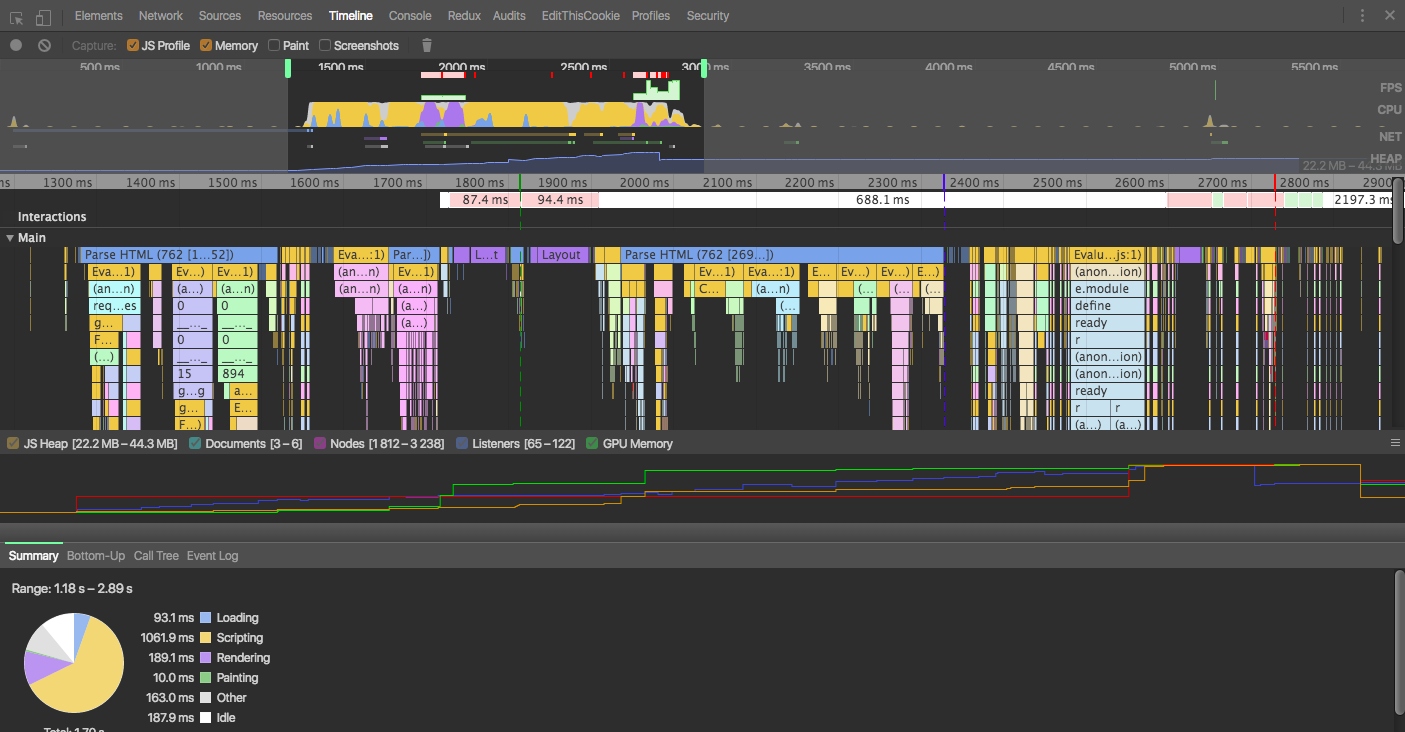 Elements Network Sources Resources Timeline Console Redux Audits EditThisCookie Profiles Security
Capture: JS Profile Memory Paint Screenshots
500 ms 1000 ms 1500 ms 2000 ms 2500 ms 3000 ms 3500 ms 4000 ms 4500 ms 5000 ms 5500 ms
FPS
CPU
NET
HEAP
22.2 MB – 44.3 MB
ms 1300 ms 1400 ms 1500 ms 1600 ms 1700 ms 1800 ms 1900 ms 2000 ms 2100 ms 2200 ms 2300 ms 2400 ms 2500 ms 2600 ms 2700 ms 2800 ms 2900
87.4 ms 94.4 ms 688.1 ms 2197.3 ms
Interactions
Main
Parse HTML (762 [1…52]) Eva…:1) Par…]) L…t Layout Parse HTML (762 [269…]) Evalu…js:1)
Eva…1) Ev…) Ev…1) (an…n) Ev…1) Ev…1) Eva…1) E… Ev…) Ev…) E…) (anon…ion)
(an…n) (a…) (a…n) (an…n) (a…n) C… (a…n) (… (… (… e.module
req…es 0 0 (a…) (… define
g… __…_ __…_ (a…) ready
F… 0 0 r
(…) __…_ __…_ (anon…ion)
15 894 (anon…ion)
g…g a… ready
g… E… r r
F…) (a…) (a…)
JS Heap [22.2 MB – 44.3 MB] Documents [3 – 6] Nodes [1 812 – 3 238] Listeners [65 – 122] GPU Memory
Summary Bottom-Up Call Tree Event Log
Range: 1.18 s – 2.89 s
93.1 ms Loading
1061.9 ms Scripting
189.1 ms Rendering
10.0 ms Painting
163.0 ms Other
187.9 ms Idle
Total: 1.70 s